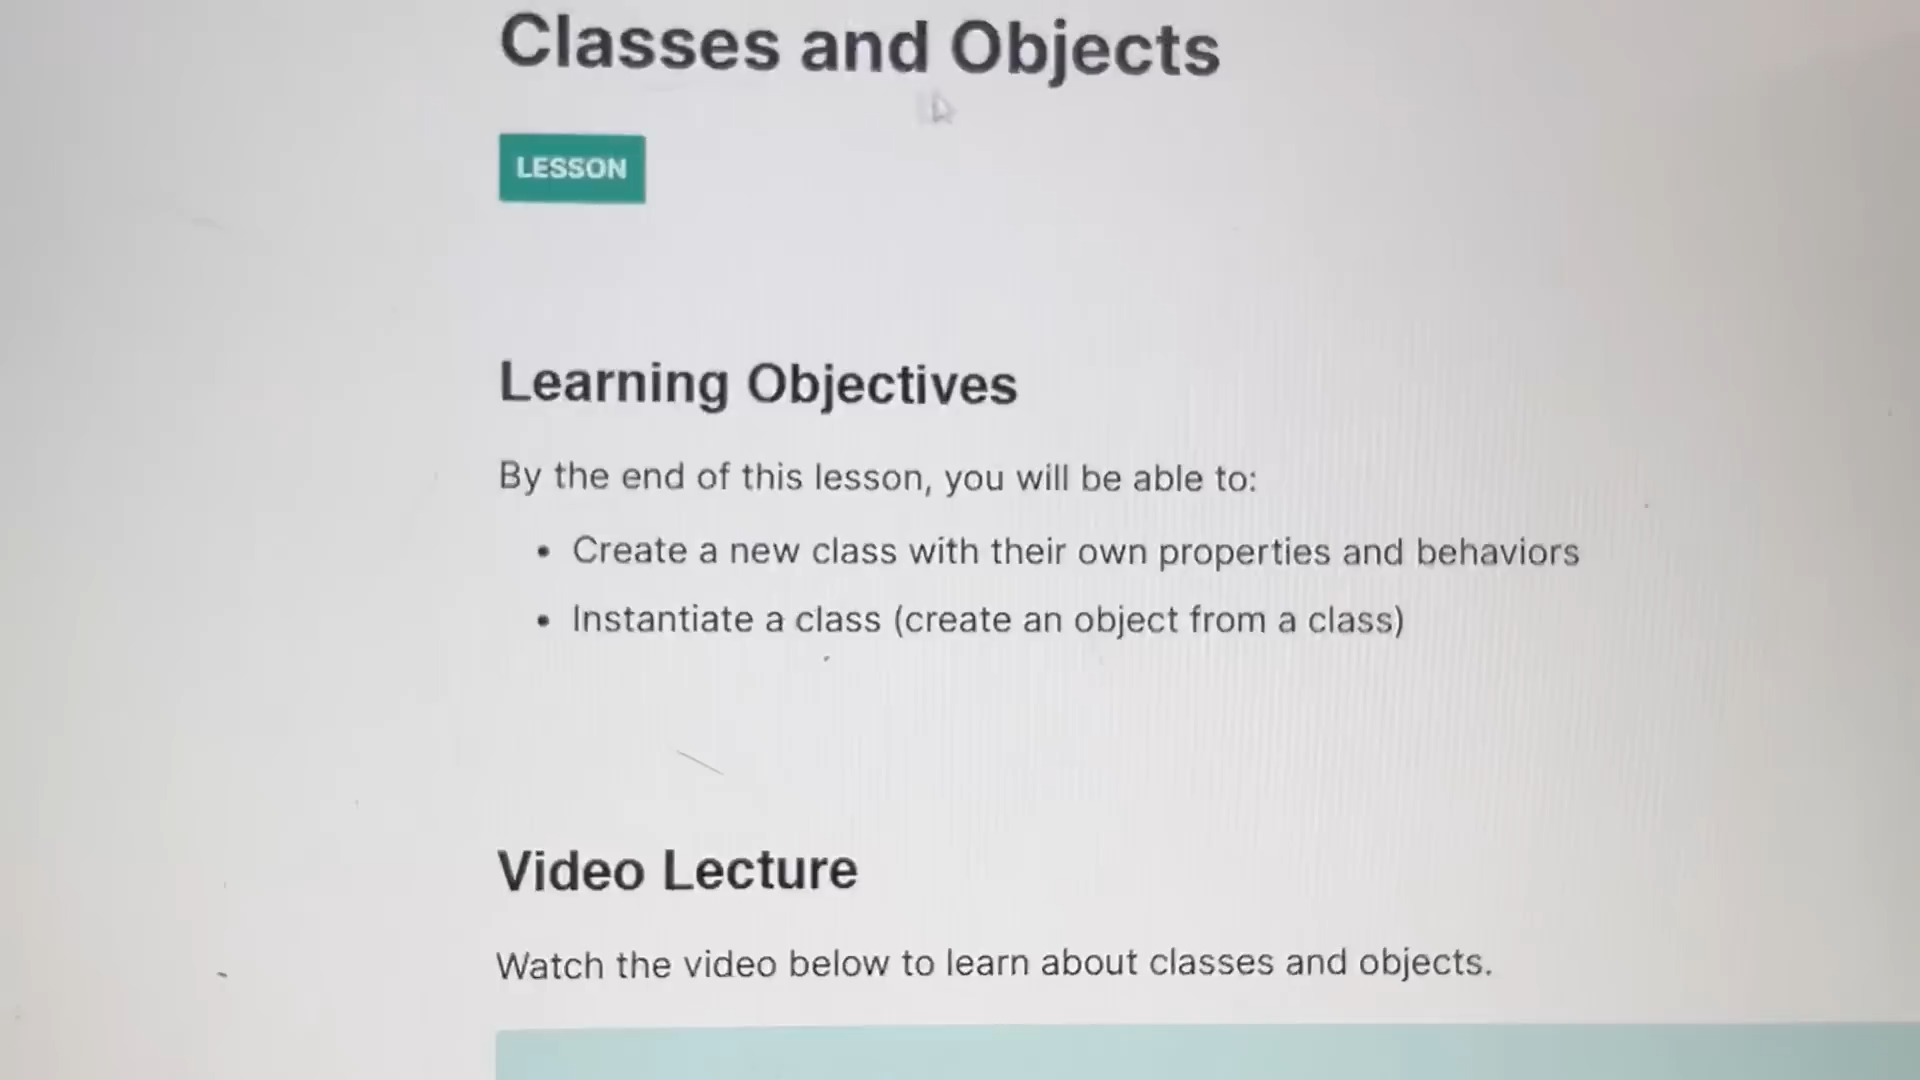 Classes and Objects
LESSON
Learning Objectives
By the end of this lesson, you will be able to:
• Create a new class with their own properties and behaviors
• Instantiate a class (create an object from a class)
Video Lecture
Watch the video below to learn about classes and objects.